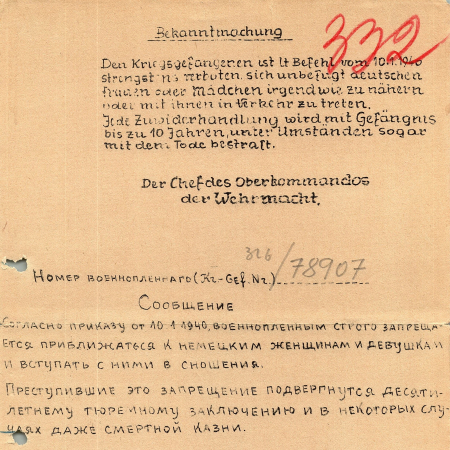 Bekanntmachung
332
Den Kriegsgefangenen ist lt Befehl vom 10.1.1940
strengstens verboten, sich unbefugt deutschen
frauen oder Mädchen irgendwie zu nähern
oder mit ihnen in Verkehr zu treten.
Jede Zuwiderhandlung wird mit Gefängnis
bis zu 10 Jahren, unter Umständen sogar
mit dem Tode bestraft.
Der Chef des Oberkommandos
der Wehrmacht.
326/78907
Номер военнопленгаго (Kr-Gef. Nr.)
Сообщение
Согласно приказу от 10.1.1940, военнопленным строго запреща-
ется приближаться к немецким женщинам и девушкам
и вступать с ними в сношения.
Преступившие это запрещение подвергнутся десяти-
летнему тюремному заключению и в некоторых слу-
чаях даже смертной казни.